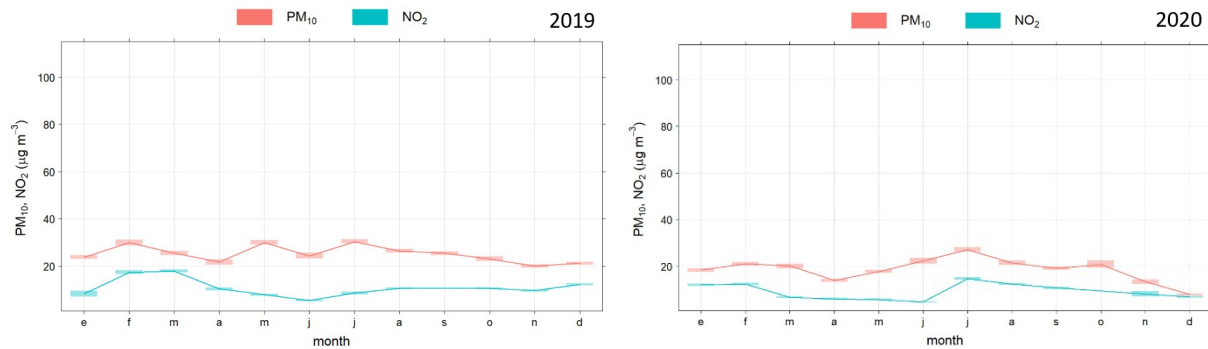 PM₁₀ NO₂ 2019
PM₁₀, NO₂ (µg m⁻³)
100
80
60
40
20
e f m a m j j a s o n d
month
PM₁₀ NO₂ 2020
PM₁₀, NO₂ (µg m⁻³)
100
80
60
40
20
e f m a m j j a s o n d
month